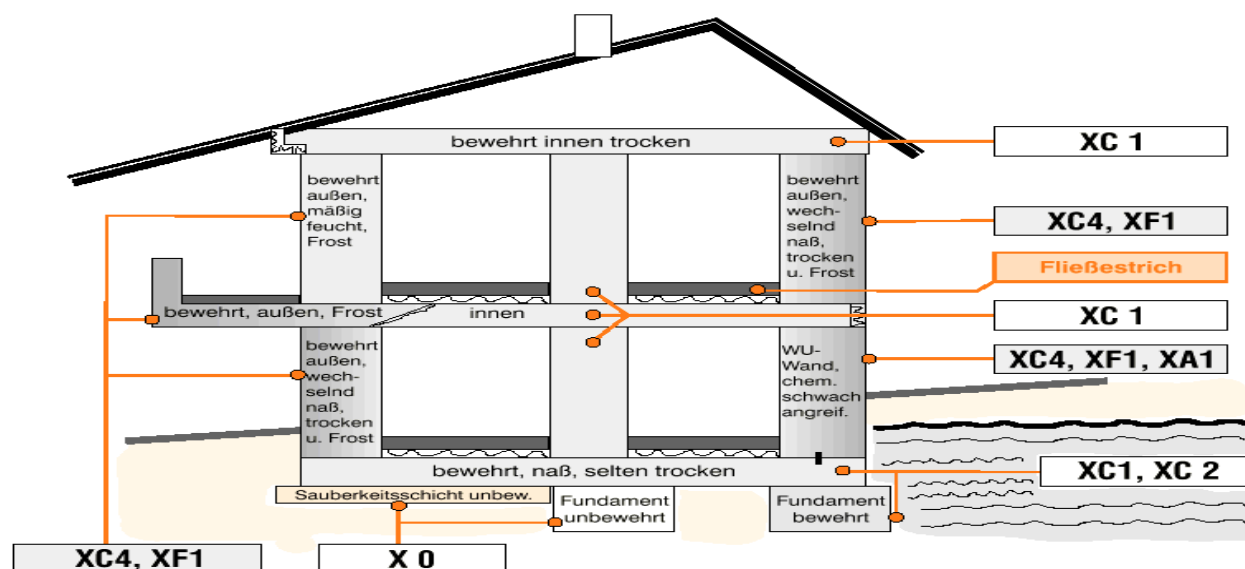 bewehrt innen trocken
XC 1
bewehrt
außen,
mäßig
feucht,
Frost
bewehrt
außen,
wech-
selnd
naß,
trocken
u. Frost
XC4, XF1
Fließestrich
bewehrt, außen, Frost
innen
XC 1
bewehrt
außen,
wech-
selnd
naß,
trocken
u. Frost
WU-
Wand,
chem.
schwach
angreif.
XC4, XF1, XA1
bewehrt, naß, selten trocken
XC1, XC 2
Sauberkeitsschicht unbew.
Fundament
unbewehrt
Fundament
bewehrt
XC4, XF1
X 0